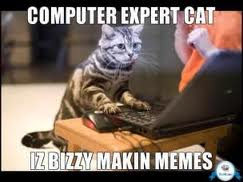 COMPUTER EXPERT CAT
IZ BIZZY MAKIN MEMES